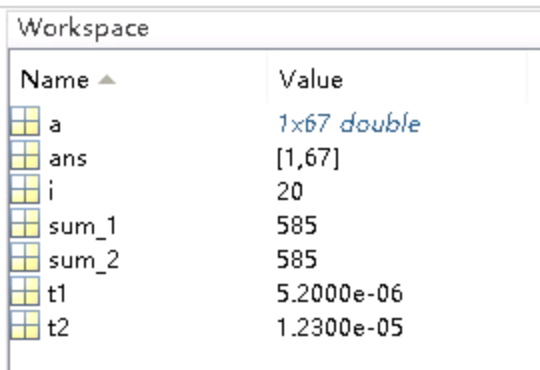 Workspace
Name Value
a 1x67 double
ans [1,67]
i 20
sum_1 585
sum_2 585
t1 5.2000e-06
t2 1.2300e-05